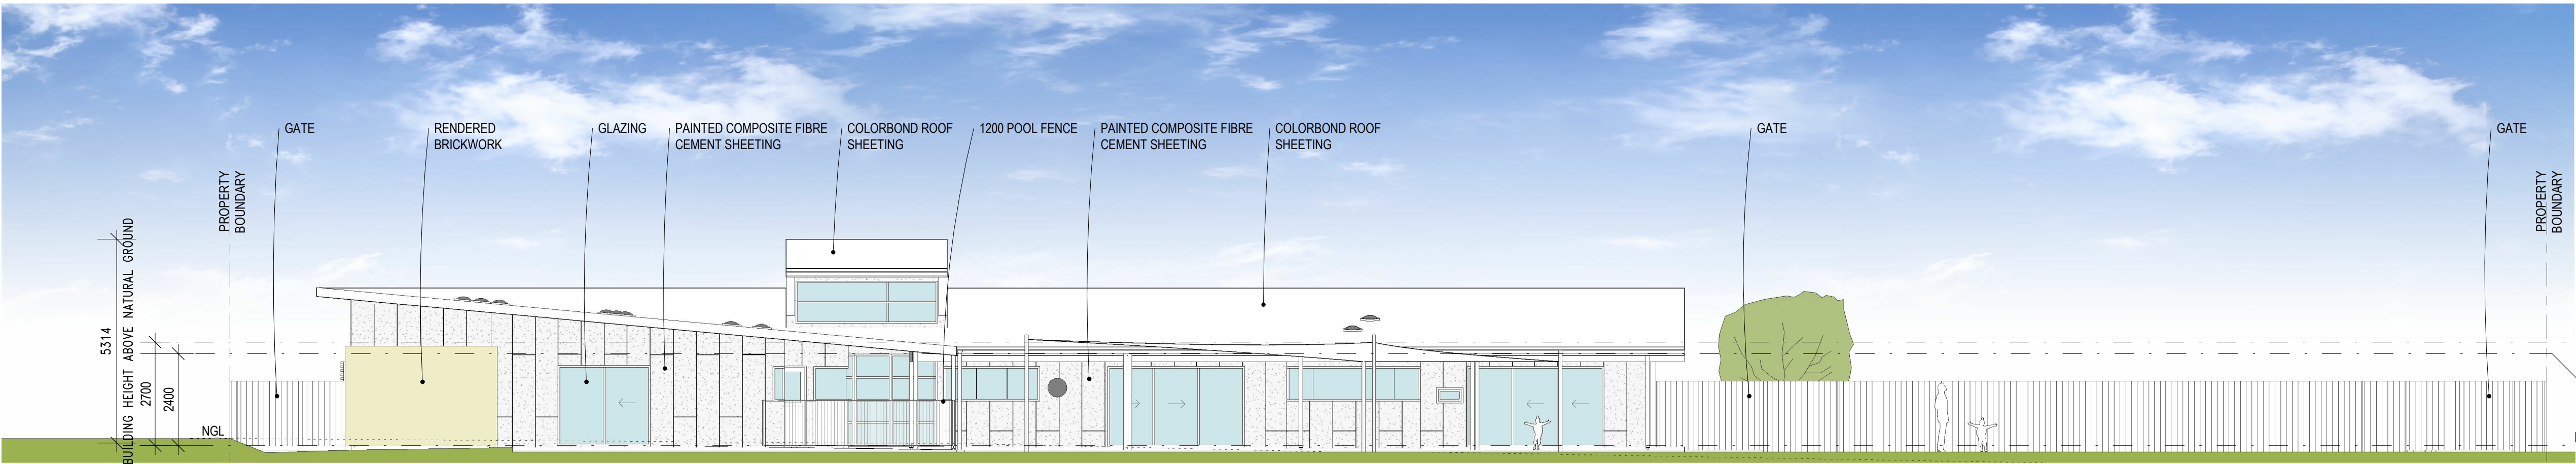 GATE
RENDERED
BRICKWORK
GLAZING
PAINTED COMPOSITE FIBRE
CEMENT SHEETING
COLORBOND ROOF
SHEETING
1200 POOL FENCE
PAINTED COMPOSITE FIBRE
CEMENT SHEETING
COLORBOND ROOF
SHEETING
GATE
GATE
PROPERTY
BOUNDARY
PROPERTY
BOUNDARY
5314
BUILDING HEIGHT ABOVE NATURAL GROUND
2700
2400
NGL